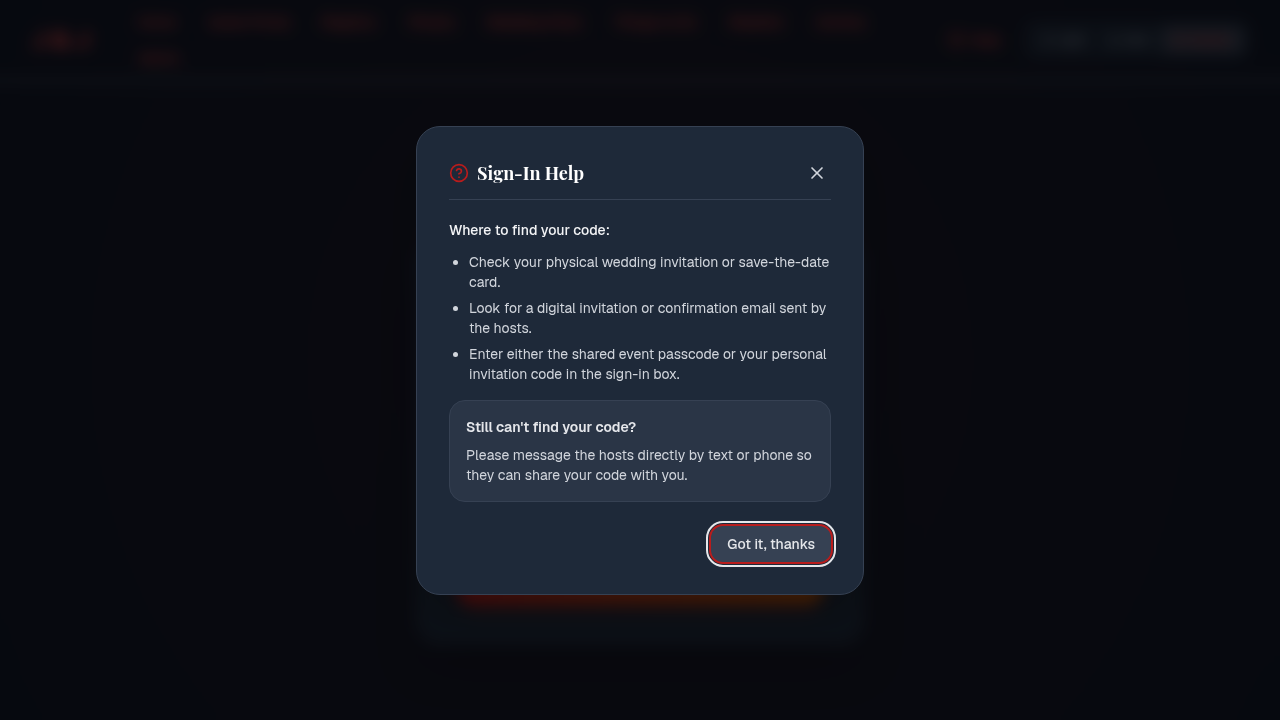 Sign-In Help
Where to find your code:
Check your physical wedding invitation or save-the-date
card.
Look for a digital invitation or confirmation email sent by
the hosts.
Enter either the shared event passcode or your personal
invitation code in the sign-in box.
Still can't find your code?
Please message the hosts directly by text or phone so
they can share your code with you.
Got it, thanks